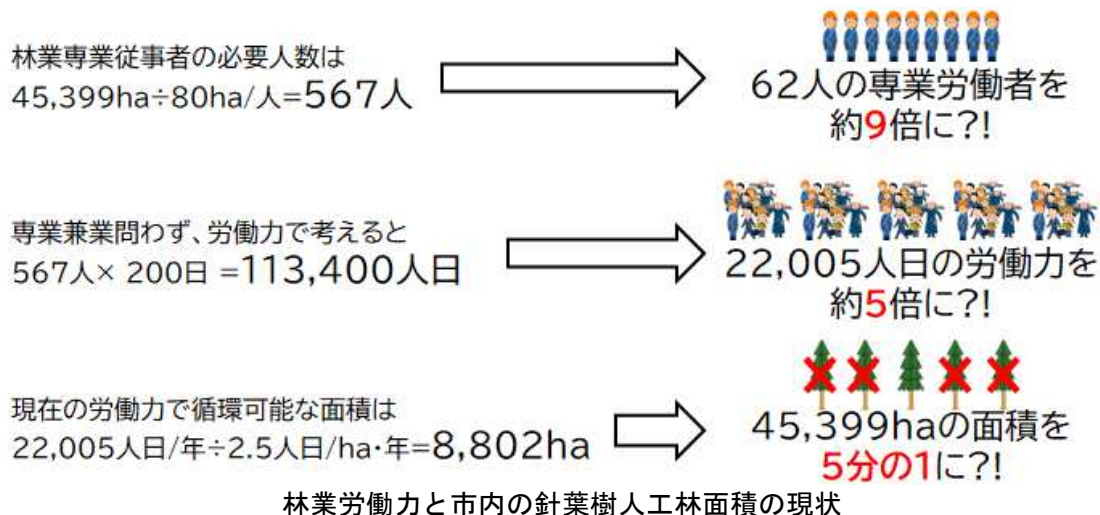 林業専業従事者の必要人数は
45,399ha÷80ha/人=567人
62人の専業労働者を
約9倍に?!
専業兼業問わず、労働力で考えると
567人× 200日 =113,400人日
22,005人日の労働力を
約5倍に?!
現在の労働力で循環可能な面積は
22,005人日/年÷2.5人日/ha・年=8,802ha
45,399haの面積を
5分の1に?!
林業労働力と市内の針葉樹人工林面積の現状